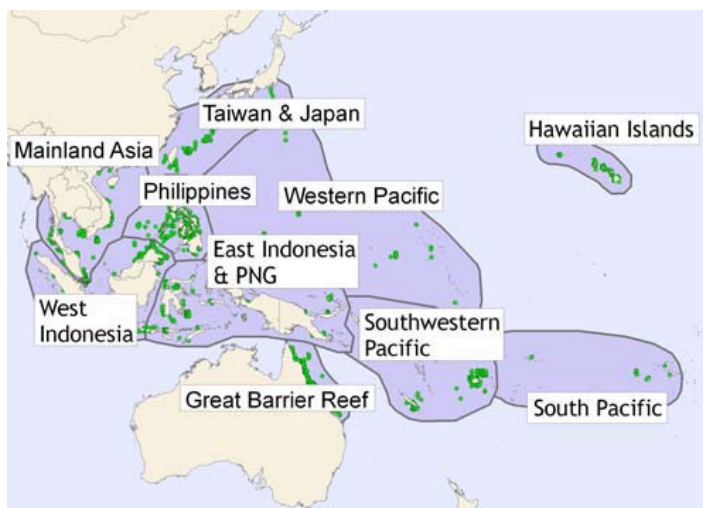 Taiwan & Japan
Hawaiian Islands
Mainland Asia
Philippines
Western Pacific
East Indonesia
& PNG
West
Indonesia
Southwestern
Pacific
Great Barrier Reef
South Pacific